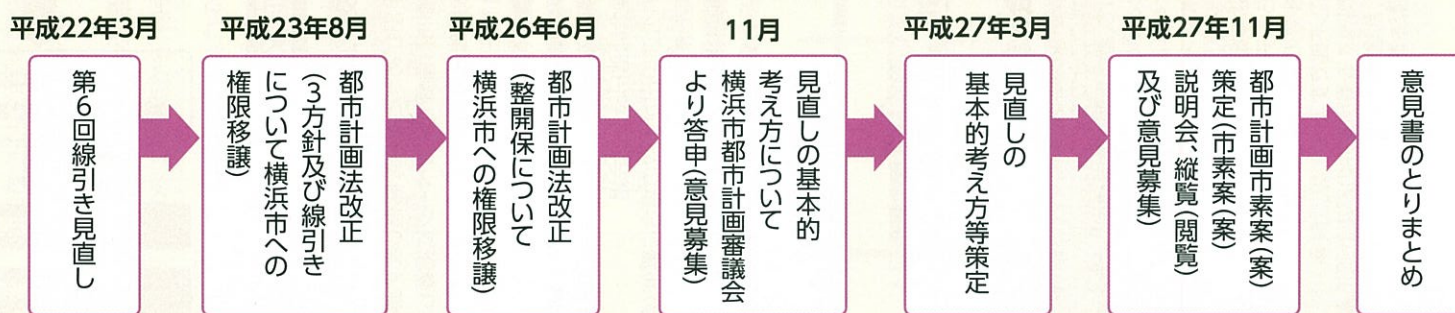 平成22年3月
第6回線引き見直し
平成23年8月
都市計画法改正
（3方針及び線引き
について横浜市への
権限移譲）
平成26年6月
都市計画法改正
（整開保について
横浜市への権限移譲）
11月
見直しの基本的
考え方について
横浜市都市計画審議会
より答申（意見募集）
平成27年3月
見直しの
基本的考え方等策定
平成27年11月
都市計画市素案（案）
策定（市素案（案）
説明会、縦覧（閲覧）
及び意見募集）
意見書のとりまとめ